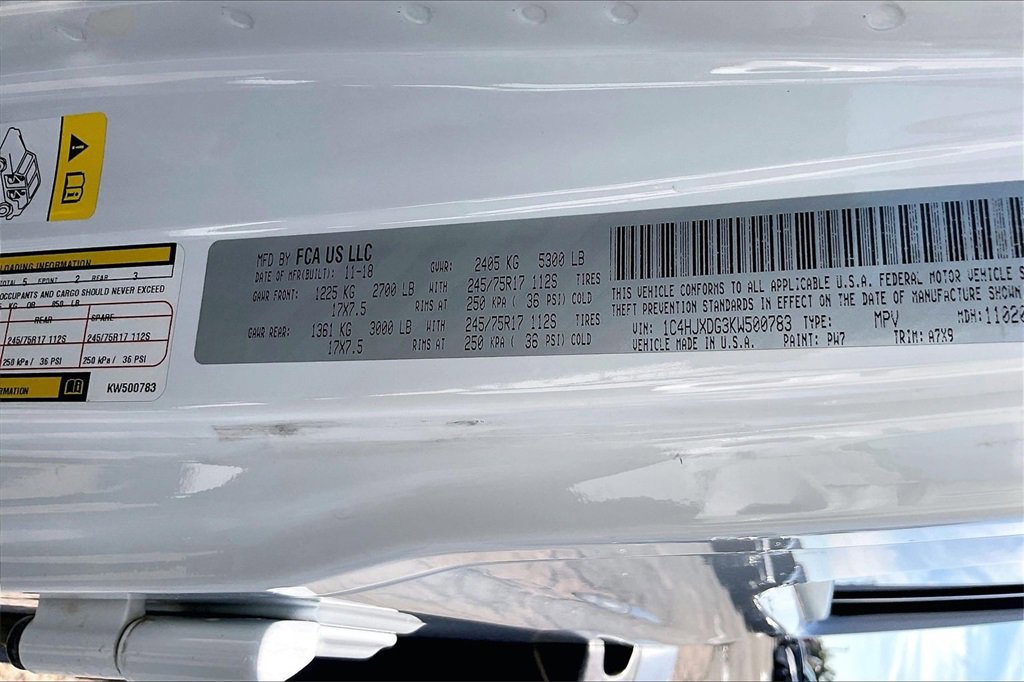 LOADING INFORMATION
TOTAL 5 FRONT 2 REAR 3
OCCUPANTS AND CARGO SHOULD NEVER EXCEED
KG OR 850 LB
REAR SPARE
245/75R17 112S 245/75R17 112S
250 kPa / 36 PSI 250 kPa / 36 PSI
KW500783
MFD BY FCA US LLC
DATE OF MFR(BUILT): 11-18
GVWR: 2405 KG 5300 LB
GAWR FRONT: 1225 KG 2700 LB WITH 245/75R17 112S TIRES
17X7.5 RIMS AT 250 KPA ( 36 PSI) COLD
GAWR REAR: 1361 KG 3000 LB WITH 245/75R17 112S TIRES
17X7.5 RIMS AT 250 KPA ( 36 PSI) COLD
THIS VEHICLE CONFORMS TO ALL APPLICABLE U.S.A. FEDERAL MOTOR VEHICLE S
THEFT PREVENTION STANDARDS IN EFFECT ON THE DATE OF MANUFACTURE SHOWN
VIN: 1C4HJXDG3KW500783 TYPE: MPV MDH:11020
VEHICLE MADE IN U.S.A. PAINT: PW7 TRIM: A7X9